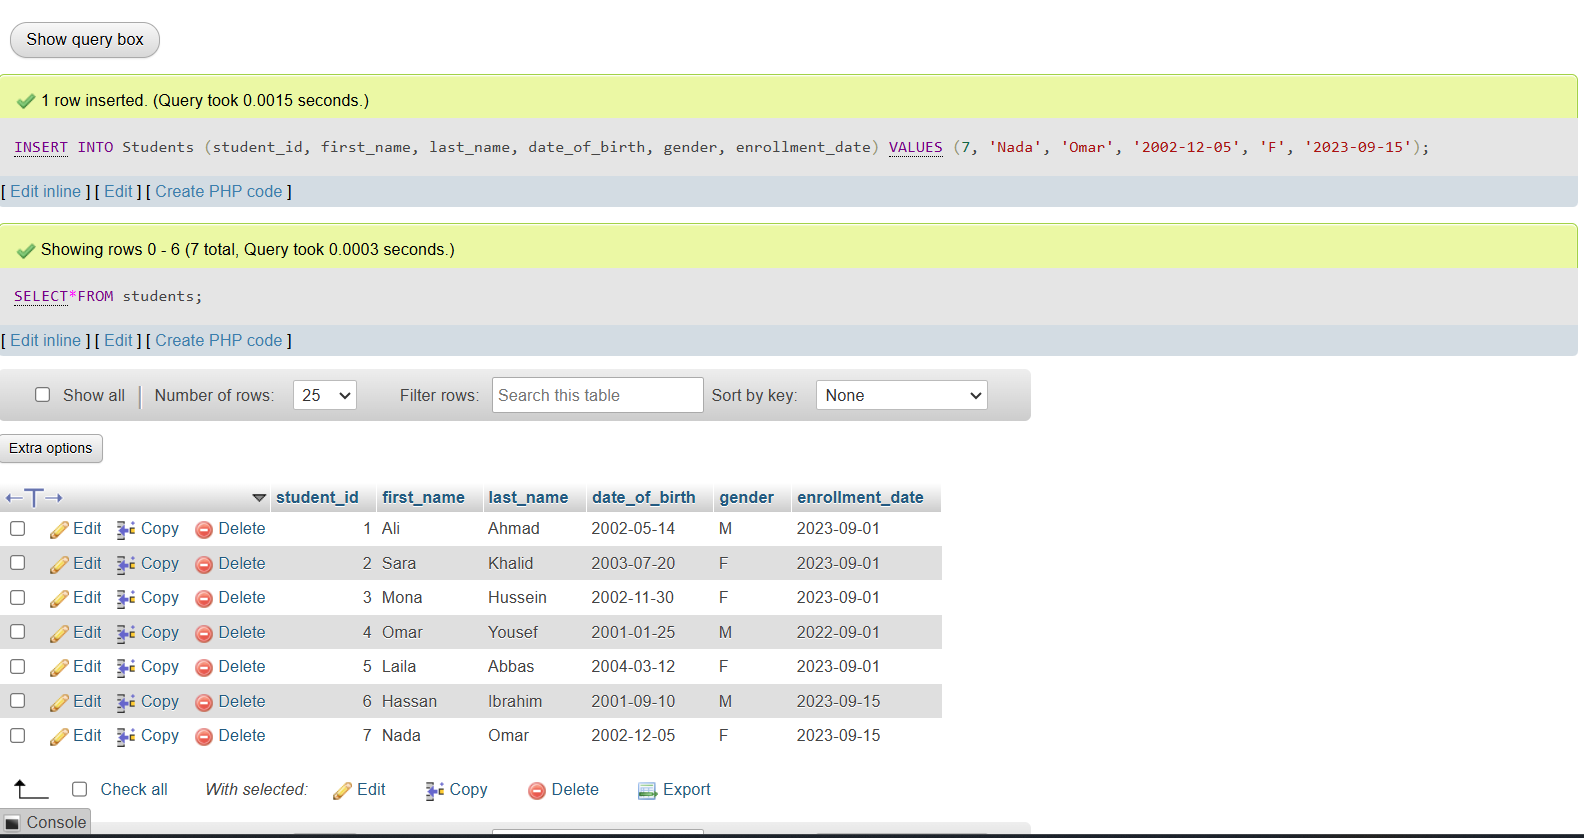 Show query box
1 row inserted. (Query took 0.0015 seconds.)
INSERT INTO Students (student_id, first_name, last_name, date_of_birth, gender, enrollment_date) VALUES (7, 'Nada', 'Omar', '2002-12-05', 'F', '2023-09-15');
[ Edit inline ] [ Edit ] [ Create PHP code ]
Showing rows 0 - 6 (7 total, Query took 0.0003 seconds.)
SELECT*FROM students;
[ Edit inline ] [ Edit ] [ Create PHP code ]
Show all Number of rows: 25 Filter rows: Search this table Sort by key: None
Extra options
student_id first_name last_name date_of_birth gender enrollment_date
Edit Copy Delete 1 Ali Ahmad 2002-05-14 M 2023-09-01
Edit Copy Delete 2 Sara Khalid 2003-07-20 F 2023-09-01
Edit Copy Delete 3 Mona Hussein 2002-11-30 F 2023-09-01
Edit Copy Delete 4 Omar Yousef 2001-01-25 M 2022-09-01
Edit Copy Delete 5 Laila Abbas 2004-03-12 F 2023-09-01
Edit Copy Delete 6 Hassan Ibrahim 2001-09-10 M 2023-09-15
Edit Copy Delete 7 Nada Omar 2002-12-05 F 2023-09-15
Check all With selected: Edit Copy Delete Export
Console